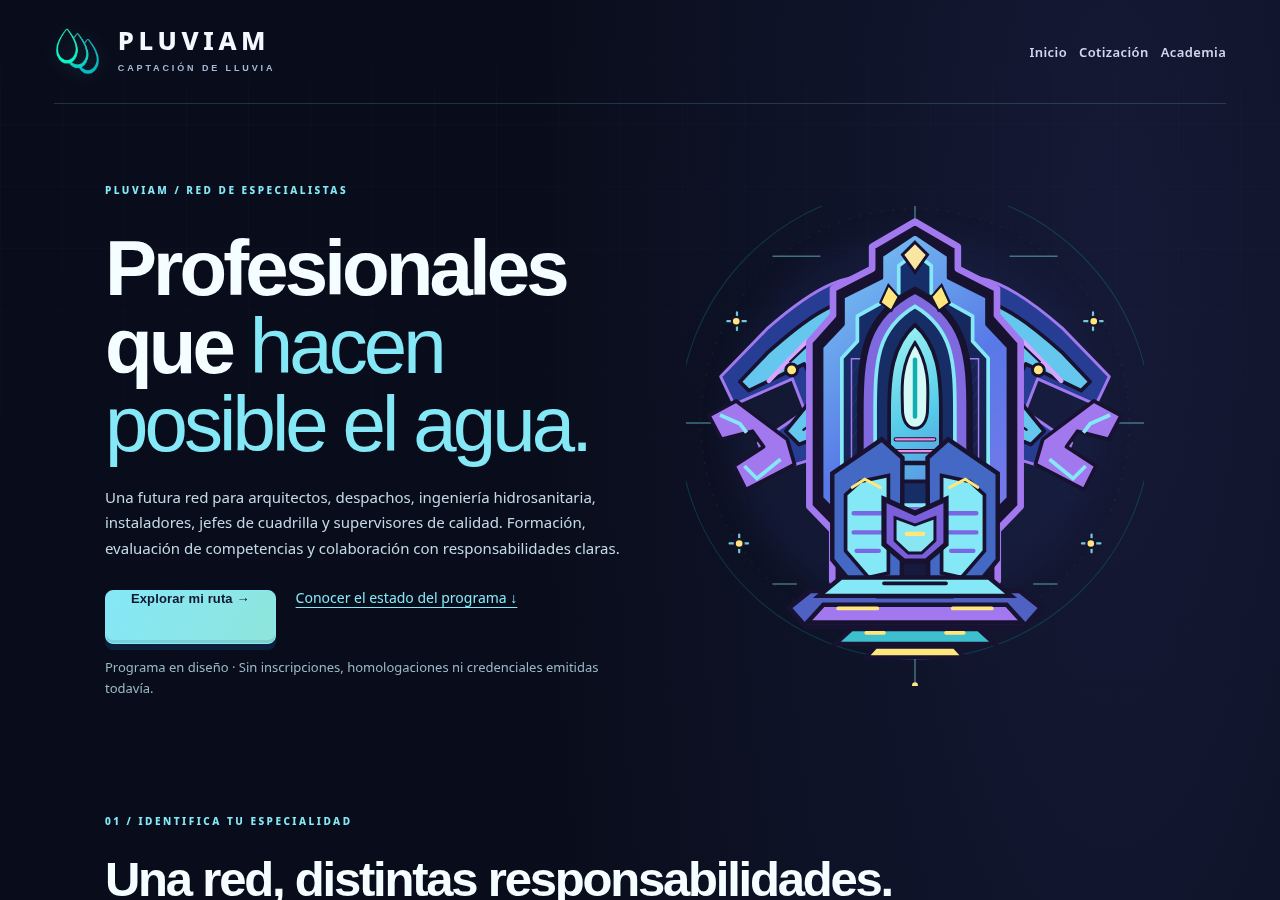 PLUVIAM
CAPTACIÓN DE LLUVIA
Inicio Cotización Academia
PLUVIAM / RED DE ESPECIALISTAS
Profesionales
que hacen
posible el agua.
Una futura red para arquitectos, despachos, ingeniería hidrosanitaria,
instaladores, jefes de cuadrilla y supervisores de calidad. Formación,
evaluación de competencias y colaboración con responsabilidades claras.
Explorar mi ruta →
Conocer el estado del programa ↓
Programa en diseño · Sin inscripciones, homologaciones ni credenciales emitidas
todavía.
01 / IDENTIFICA TU ESPECIALIDAD
Una red, distintas responsabilidades.